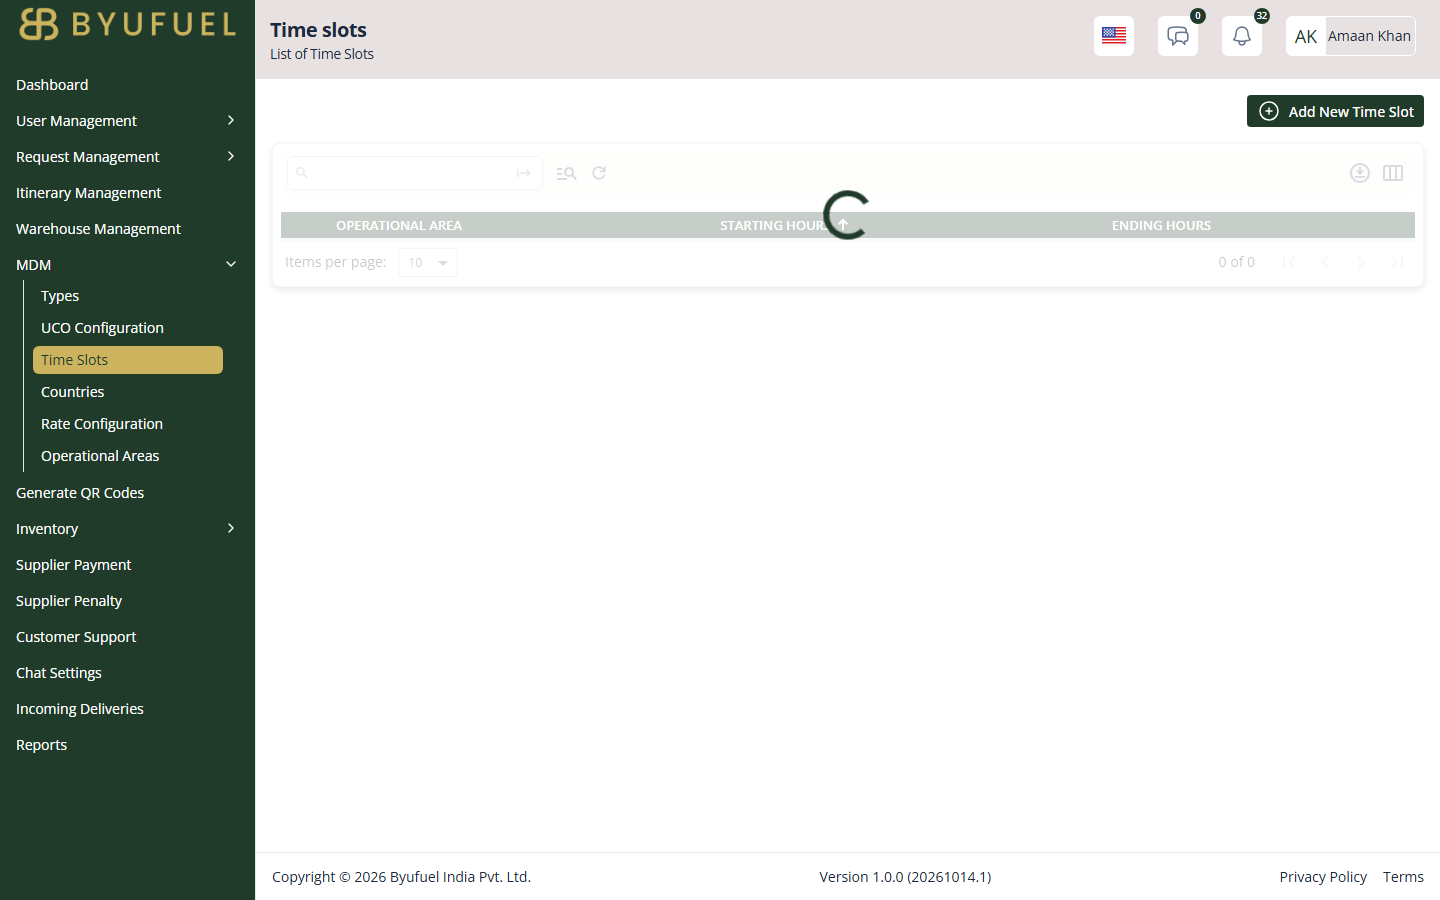 BYUFUEL
Dashboard
User Management
Request Management
Itinerary Management
Warehouse Management
MDM
Types
UCO Configuration
Time Slots
Countries
Rate Configuration
Operational Areas
Generate QR Codes
Inventory
Supplier Payment
Supplier Penalty
Customer Support
Chat Settings
Incoming Deliveries
Reports
Time slots
List of Time Slots
0
32
AK Amaan Khan
Add New Time Slot
OPERATIONAL AREA STARTING HOURS ENDING HOURS
Items per page: 10 0 of 0
Copyright © 2026 Byufuel India Pvt. Ltd. Version 1.0.0 (20261014.1) Privacy Policy Terms